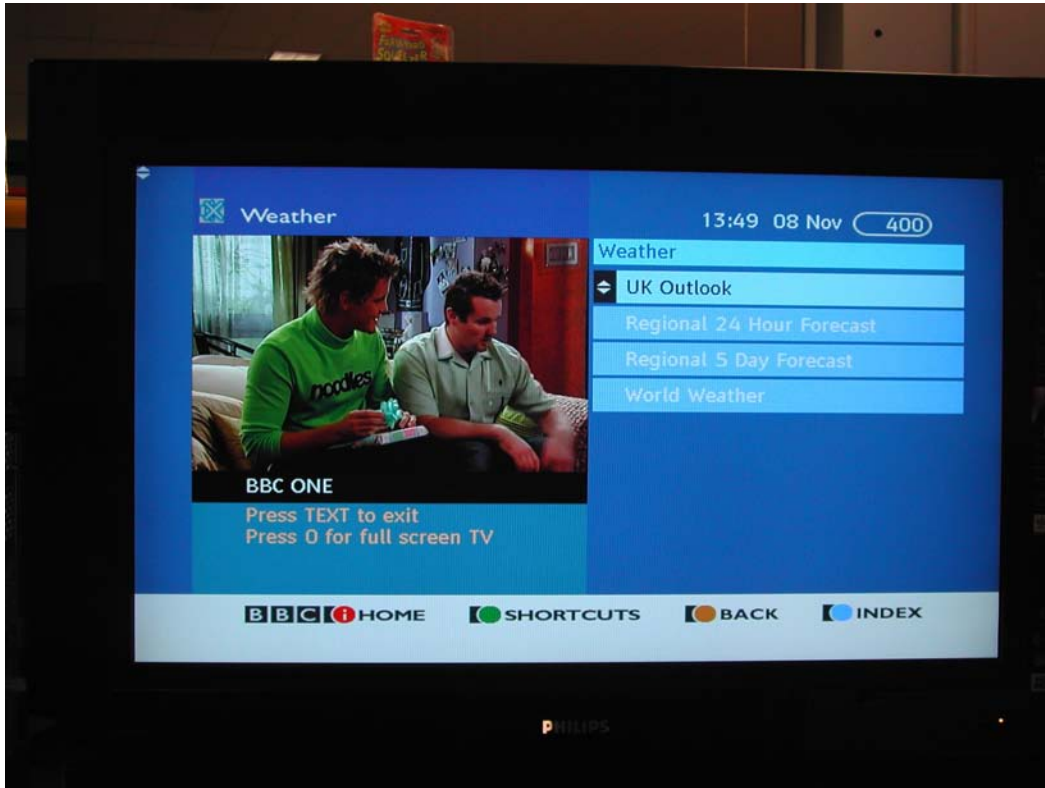 Weather
13:49 08 Nov 400
Weather
UK Outlook
Regional 24 Hour Forecast
Regional 5 Day Forecast
World Weather
noodles
BBC ONE
Press TEXT to exit
Press 0 for full screen TV
BBCi HOME SHORTCUTS BACK INDEX
PHILIPS